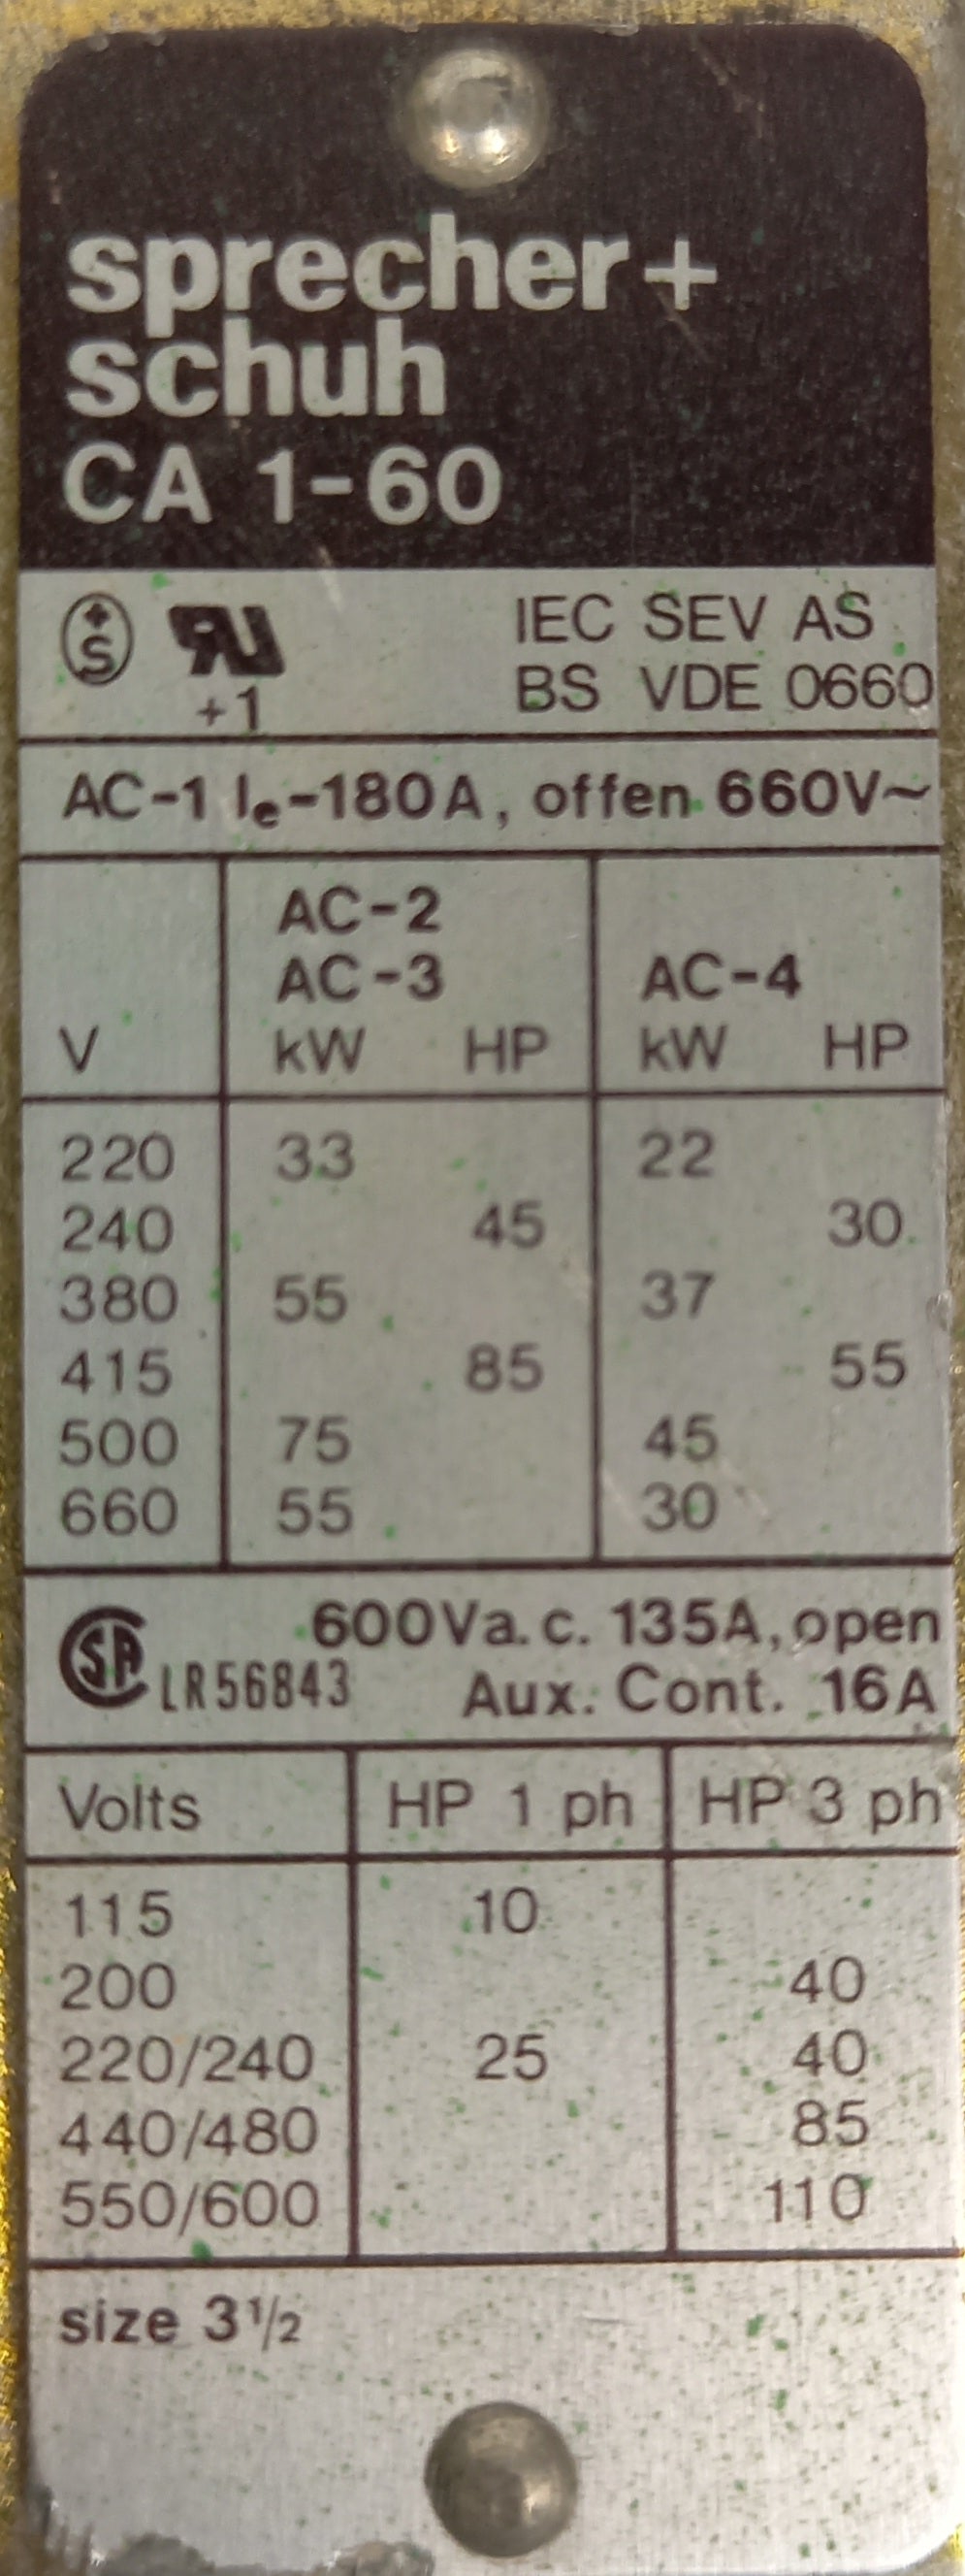 sprecher+
schuh
CA 1-60
+S RU IEC SEV AS
+1 BS VDE 0660
AC-1 Ie-180A, offen 660V~
AC-2
AC-3 AC-4
V kW HP kW HP
220 33 22
240 45 30
380 55 37
415 85 55
500 75 45
660 55 30
600Va.c. 135A, open
SA LR56843 Aux. Cont. 16A
Volts HP 1 ph HP 3 ph
115 10
200 40
220/240 25 40
440/480 85
550/600 110
size 3 1/2